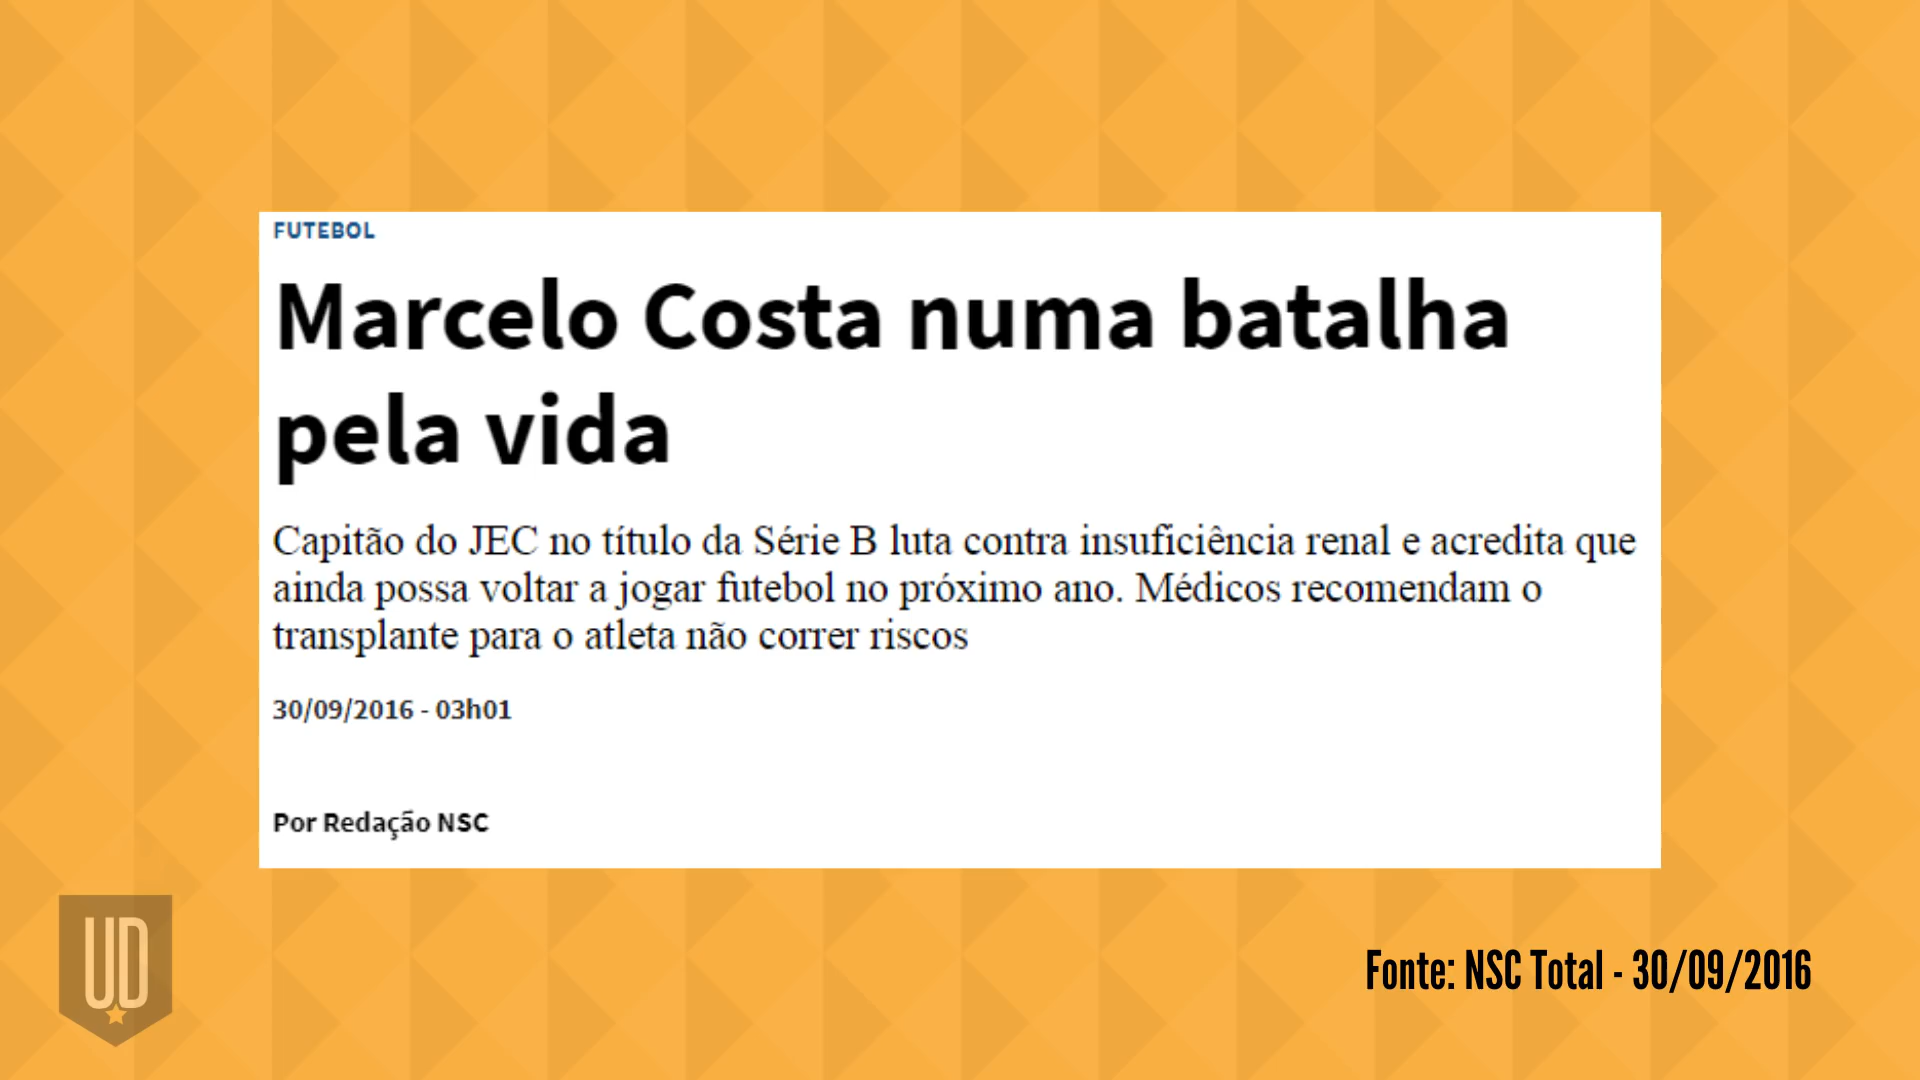 FUTEBOL
Marcelo Costa numa batalha
pela vida
Capitão do JEC no título da Série B luta contra insuficiência renal e acredita que
ainda possa voltar a jogar futebol no próximo ano. Médicos recomendam o
transplante para o atleta não correr riscos
30/09/2016 - 03h01
Por Redação NSC
UD
Fonte: NSC Total - 30/09/2016